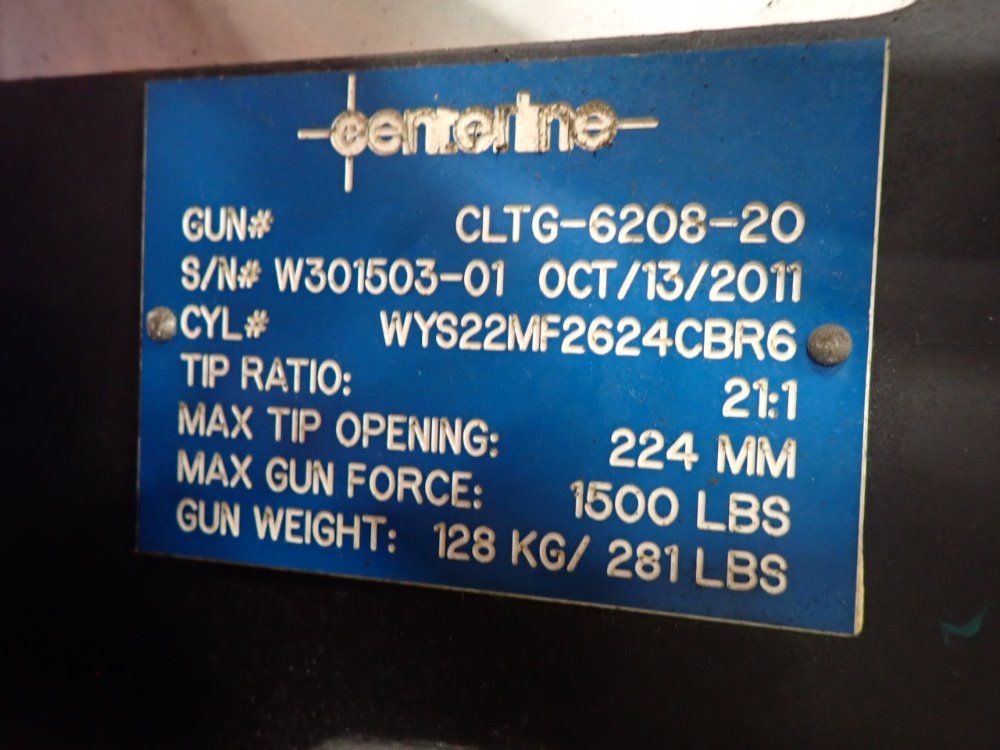 centerline
GUN# CLTG-6208-20
S/N# W301503-01 OCT/13/2011
CYL# WYS22MF2624CBR6
TIP RATIO: 21:1
MAX TIP OPENING: 224 MM
MAX GUN FORCE: 1500 LBS
GUN WEIGHT: 128 KG/ 281 LBS